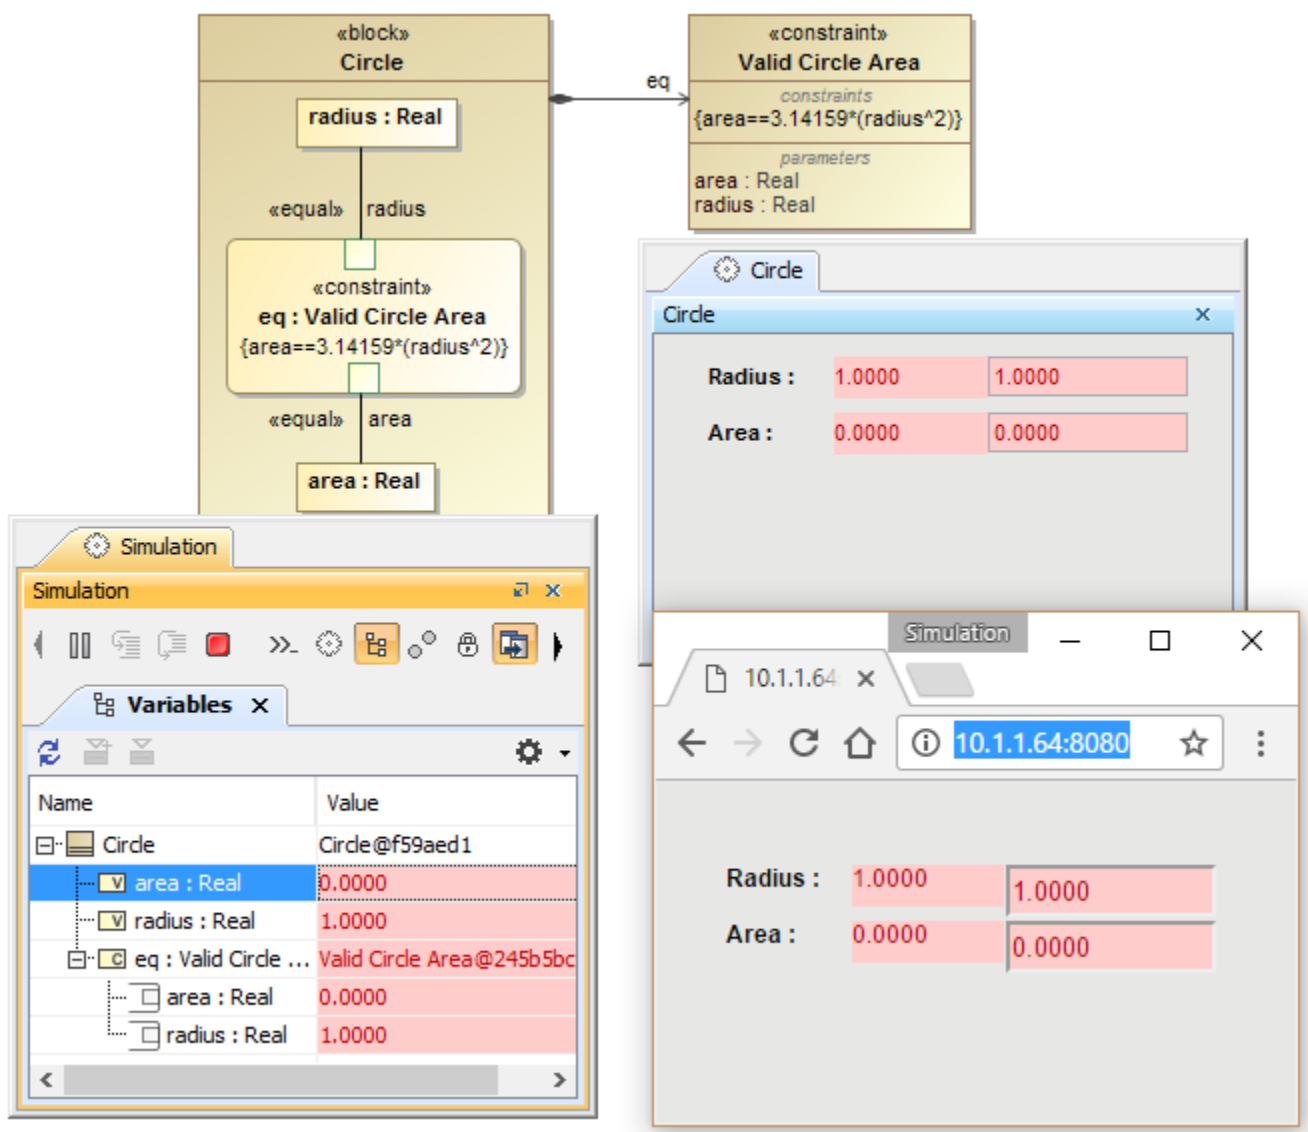 «block»
Circle
radius : Real
«equal» radius
«constraint»
eq : Valid Circle Area
{area==3.14159*(radius^2)}
«equal» area
area : Real
eq
«constraint»
Valid Circle Area
constraints
{area==3.14159*(radius^2)}
parameters
area : Real
radius : Real
Circle
Circle
Radius : 1.0000 1.0000
Area : 0.0000 0.0000
Simulation
Simulation
Variables
Name Value
Circle Circle@f59aed1
area : Real 0.0000
radius : Real 1.0000
eq : Valid Circle ... Valid Circle Area@245b5bc
area : Real 0.0000
radius : Real 1.0000
Simulation
10.1.1.64
10.1.1.64:8080
Radius : 1.0000 1.0000
Area : 0.0000 0.0000